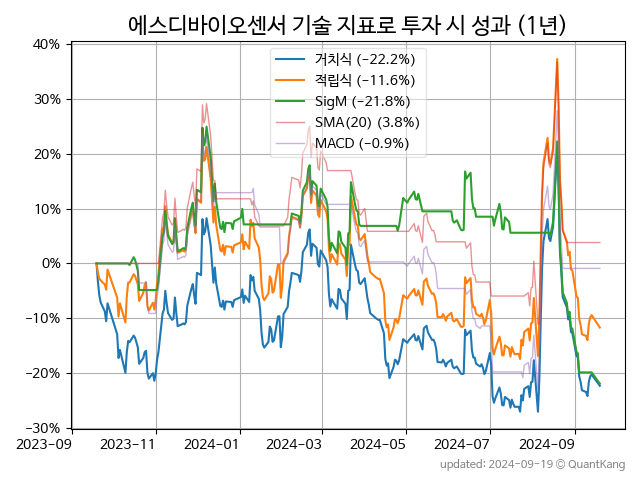 에스디바이오센서 기술 지표로 투자 시 성과 (1년)
40%
30%
20%
10%
0%
−10%
−20%
−30%
거치식 (−22.2%)
적립식 (−11.6%)
SigM (−21.8%)
SMA(20) (3.8%)
MACD (−0.9%)
2023-09
2023-11
2024-01
2024-03
2024-05
2024-07
2024-09
updated: 2024-09-19 © QuantKang